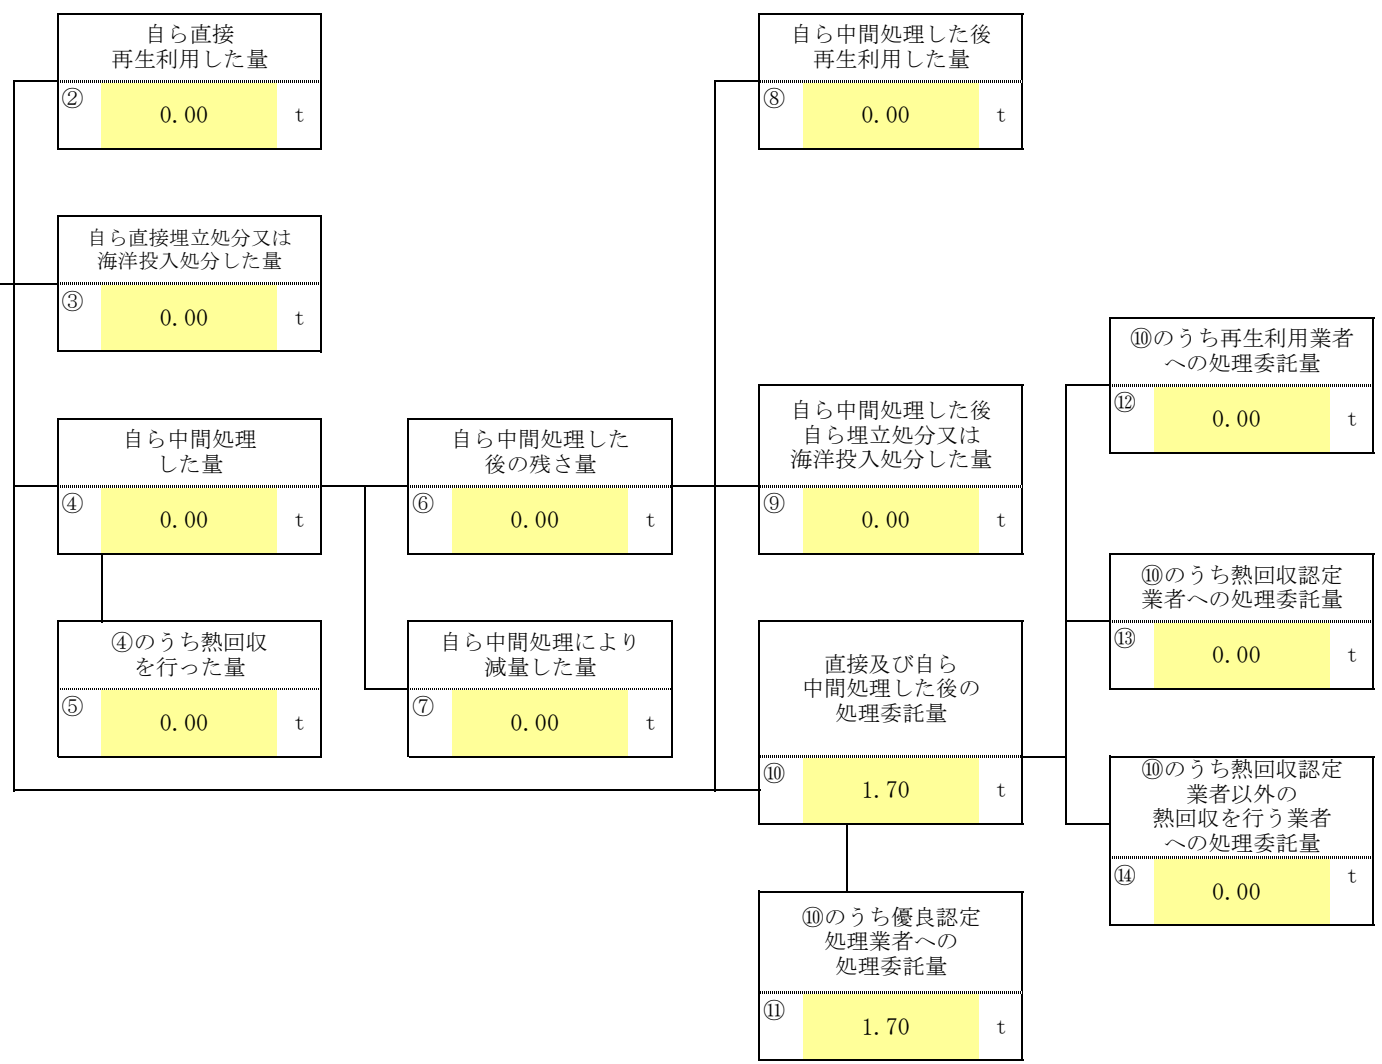 自ら直接
再生利用した量
②
0.00
t
自ら中間処理した後
再生利用した量
⑧
0.00
t
自ら直接埋立処分又は
海洋投入処分した量
③
0.00
t
⑩のうち再生利用業者
への処理委託量
⑫
0.00
t
自ら中間処理
した量
④
0.00
t
自ら中間処理した
後の残さ量
⑥
0.00
t
自ら中間処理した後
自ら埋立処分又は
海洋投入処分した量
⑨
0.00
t
⑩のうち熱回収認定
業者への処理委託量
⑬
0.00
t
④のうち熱回収
を行った量
⑤
0.00
t
自ら中間処理により
減量した量
⑦
0.00
t
直接及び自ら
中間処理した後の
処理委託量
⑩
1.70
t
⑩のうち熱回収認定
業者以外の
熱回収を行う業者
への処理委託量
⑭
0.00
t
⑩のうち優良認定
処理業者への
処理委託量
⑪
1.70
t